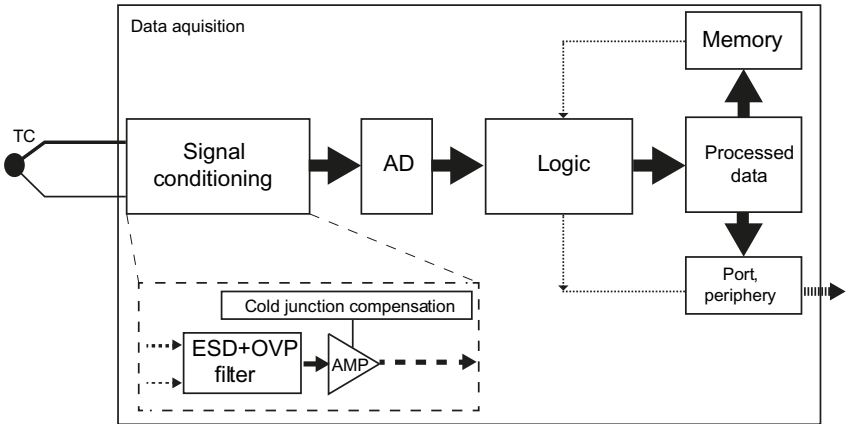 Data aquisition
Memory
TC
Signal
conditioning
AD
Logic
Processed
data
Port,
periphery
Cold junction compensation
ESD+OVP
filter
AMP